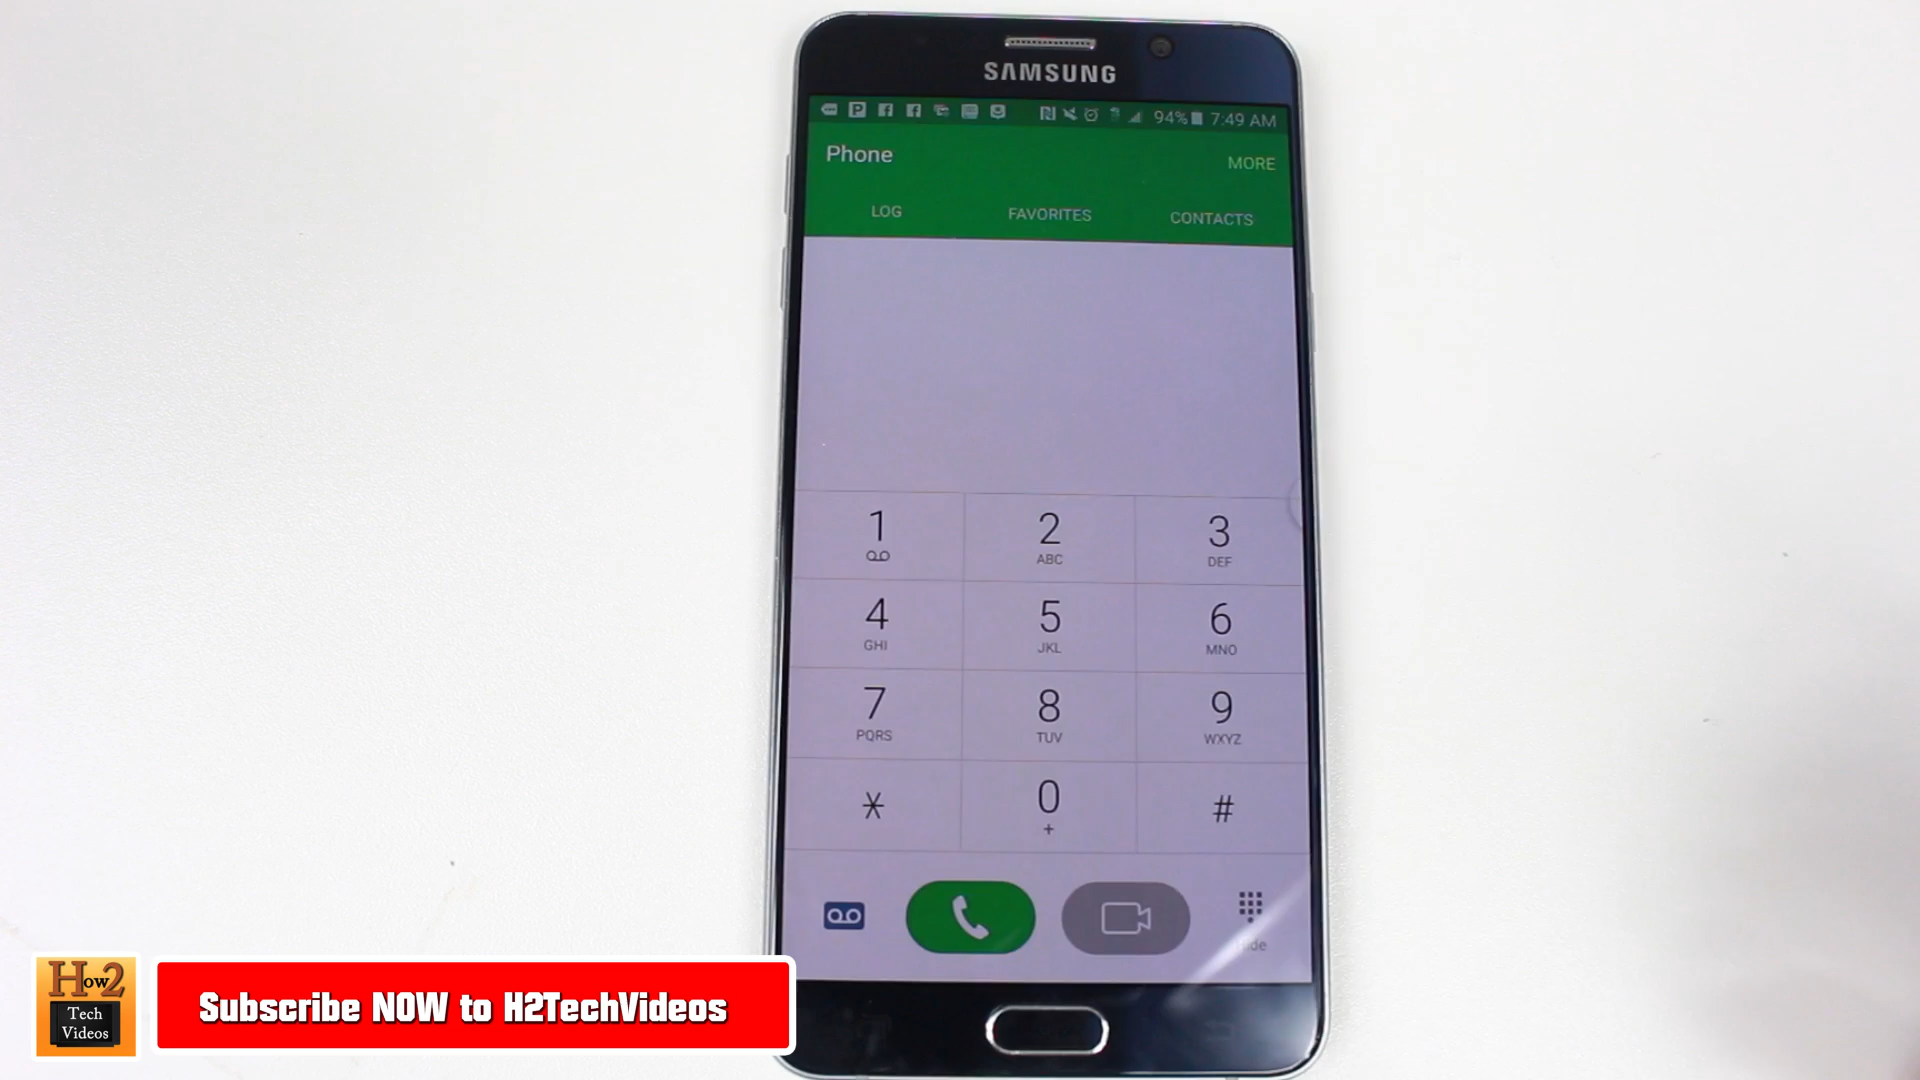 SAMSUNG
94% 7:49 AM
Phone
MORE
LOG
FAVORITES
CONTACTS
1
2
ABC
3
DEF
4
GHI
5
JKL
6
MNO
7
PQRS
8
TUV
9
WXYZ
*
0
+
#
Hide
How2
Tech
Videos
Subscribe NOW to H2TechVideos